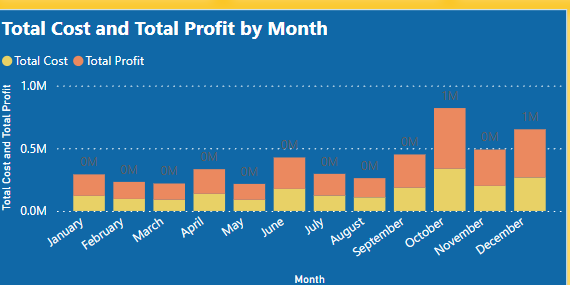 Total Cost and Total Profit by Month
Total Cost Total Profit
Total Cost and Total Profit
1.0M
0.5M
0.0M
0M
0M
0M
0M
0M
0M
0M
0M
0M
1M
0M
1M
January
February
March
April
May
June
July
August
September
October
November
December
Month